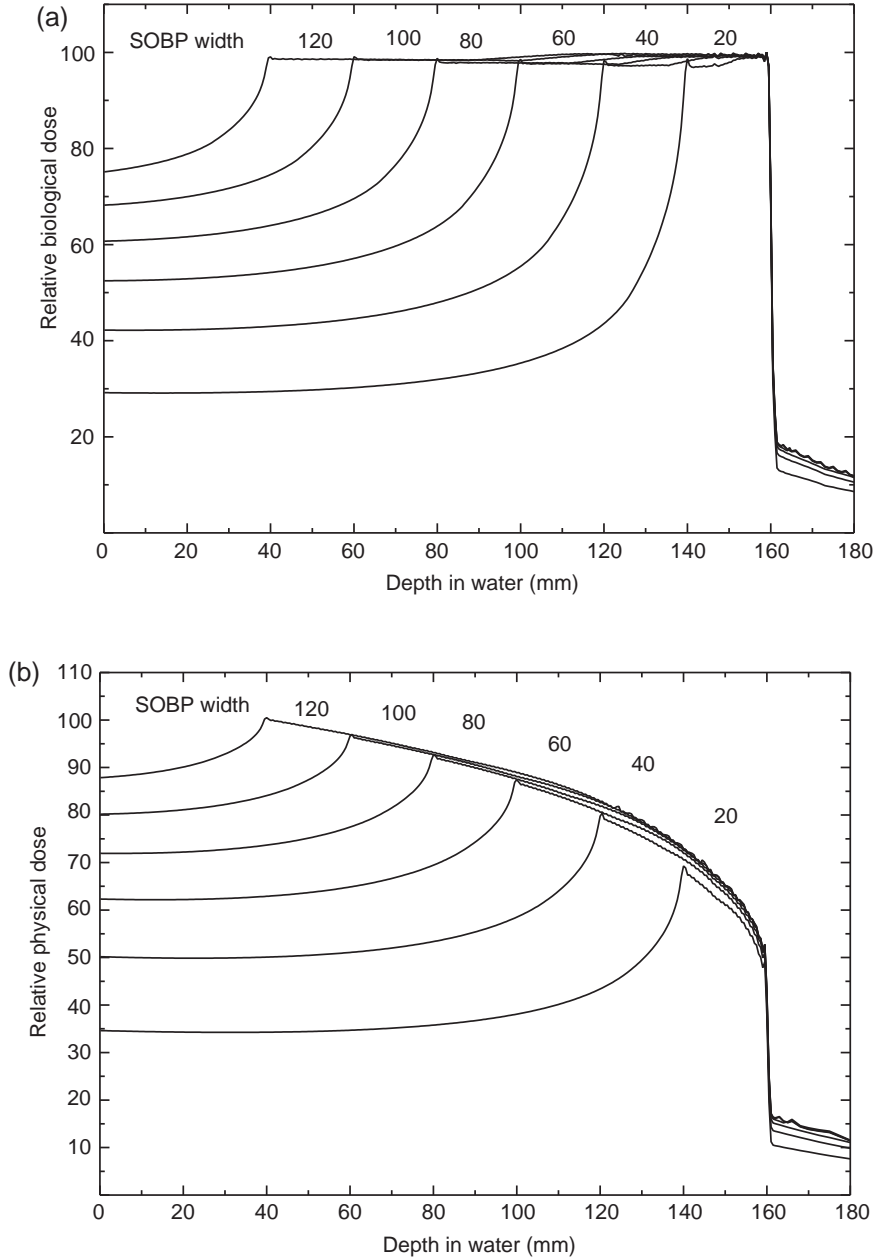 (a)
SOBP width 120 100 80 60 40 20
100
80
60
40
20
Relative biological dose
0 20 40 60 80 100 120 140 160 180
Depth in water (mm)
(b)
110
SOBP width 120 100 80 60 40 20
100
90
80
70
60
50
40
30
20
10
Relative physical dose
0 20 40 60 80 100 120 140 160 180
Depth in water (mm)